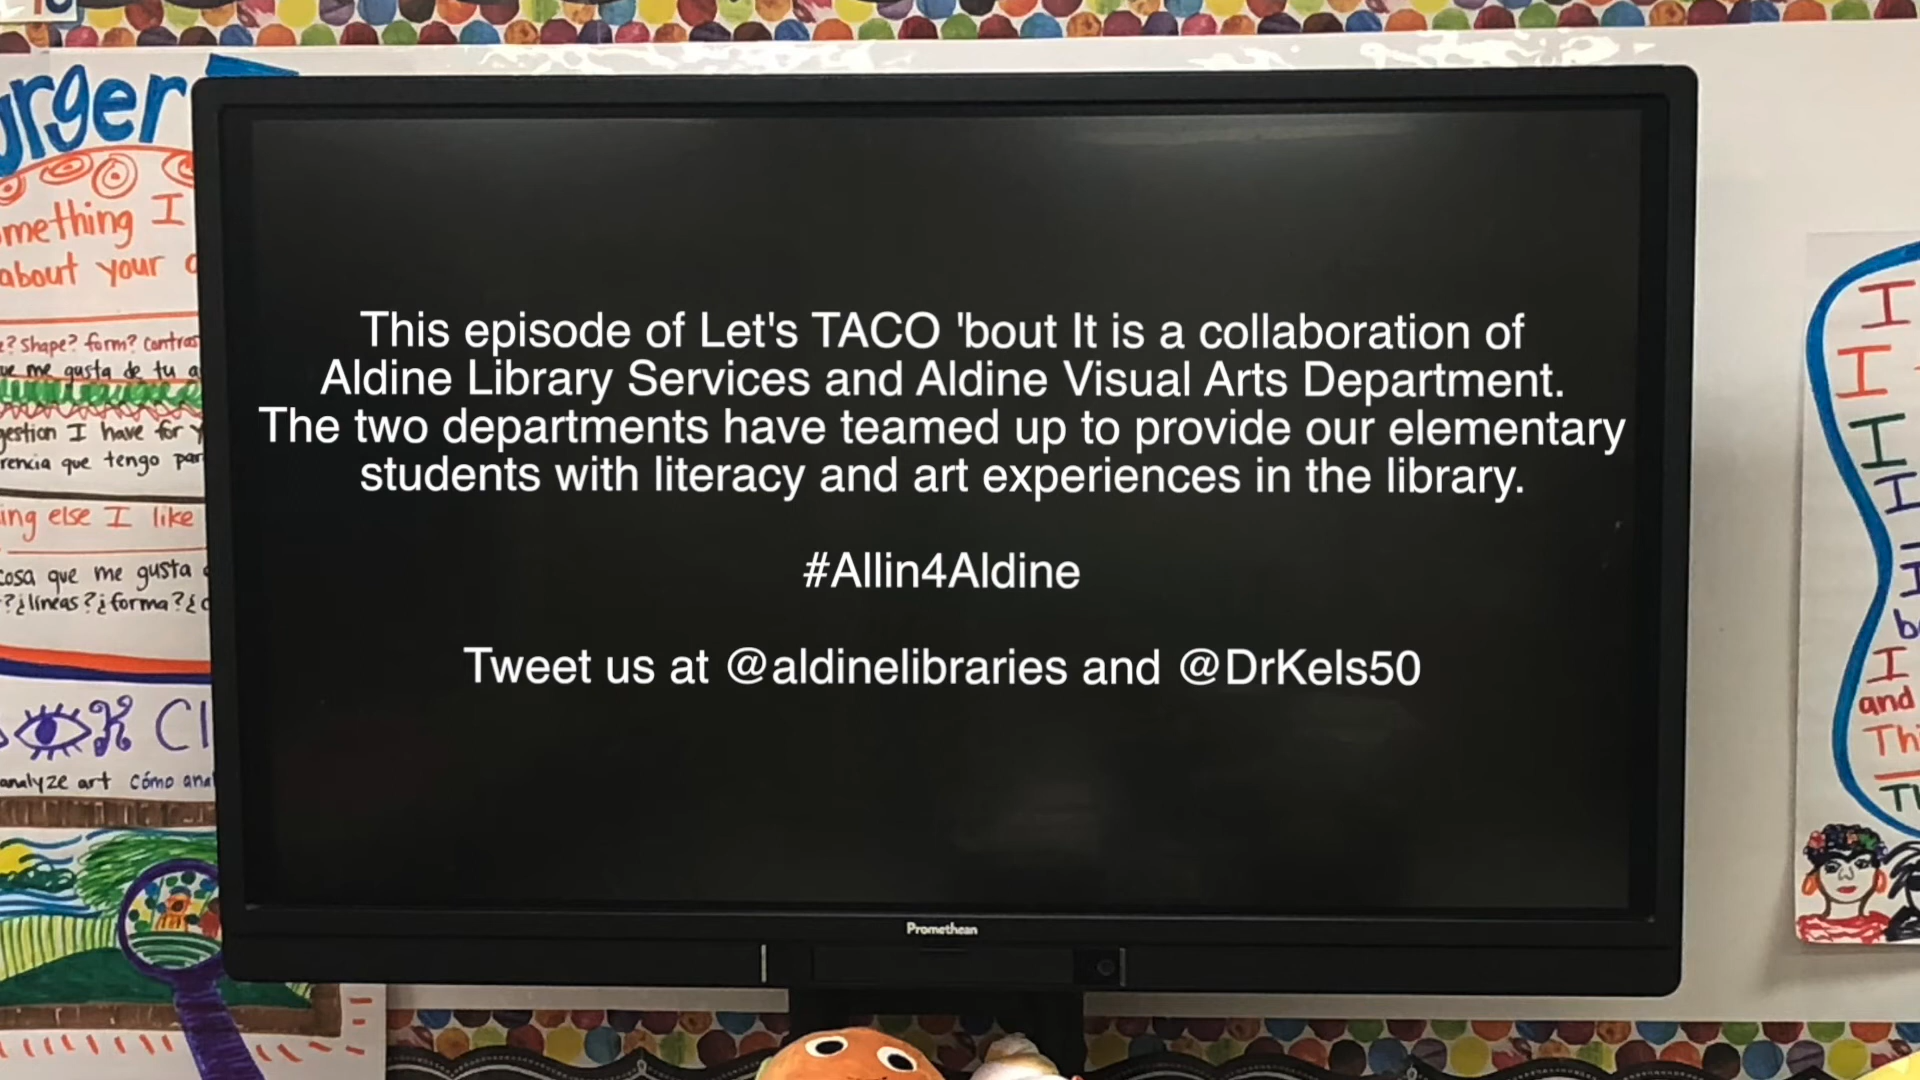 urger
mething I
about your
? shape? form?
me gusta de tu
I have for
que tengo
else I like
cosa que me gusta
? ¿líneas? ¿forma? ¿
analyze art cómo
This episode of Let's TACO 'bout It is a collaboration of
Aldine Library Services and Aldine Visual Arts Department.
The two departments have teamed up to provide our elementary
students with literacy and art experiences in the library.
#Allin4Aldine
Tweet us at @aldinelibraries and @DrKels50
Promethean
I
I
I
I
I
I
and